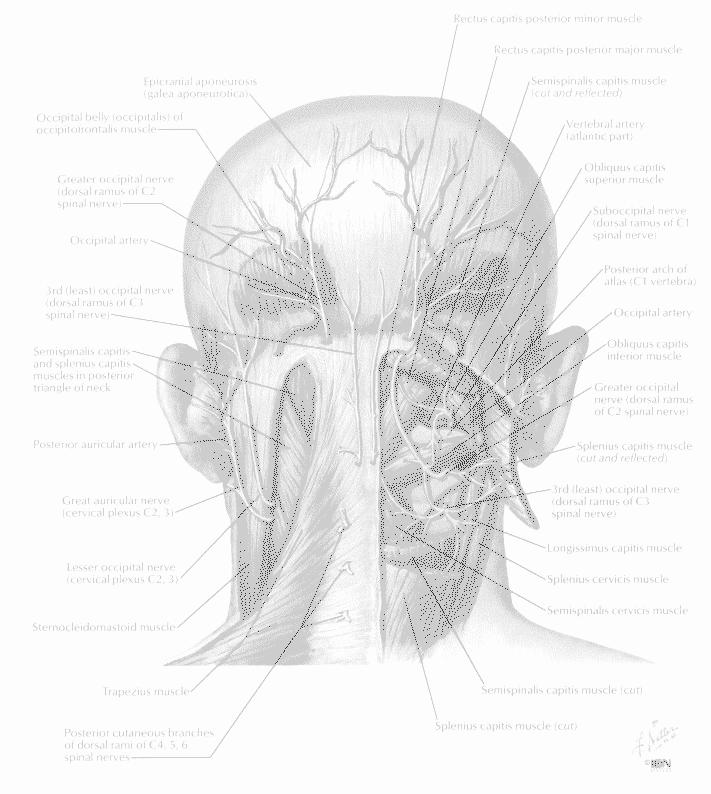 Rectus capitis posterior minor muscle
Rectus capitis posterior major muscle
Semispinalis capitis muscle
(cut and reflected)
Vertebral artery
(atlantic part)
Obliquus capitis
superior muscle
Suboccipital nerve
(dorsal ramus of C1
spinal nerve)
Posterior arch of
atlas (C1 vertebra)
Occipital artery
Obliquus capitis
inferior muscle
Greater occipital
nerve (dorsal ramus
of C2 spinal nerve)
Splenius capitis muscle
(cut and reflected)
3rd (least) occipital nerve
(dorsal ramus of C3
spinal nerve)
Longissimus capitis muscle
Splenius cervicis muscle
Semispinalis cervicis muscle
Semispinalis capitis muscle (cut)
Splenius capitis muscle (cut)
Epicranial aponeurosis
(galea aponeurotica)
Occipital belly (occipitalis) of
occipitofrontalis muscle
Greater occipital nerve
(dorsal ramus of C2
spinal nerve)
Occipital artery
3rd (least) occipital nerve
(dorsal ramus of C3
spinal nerve)
Semispinalis capitis
and splenius capitis
muscles in posterior
triangle of neck
Posterior auricular artery
Great auricular nerve
(cervical plexus C2, 3)
Lesser occipital nerve
(cervical plexus C2, 3)
Sternocleidomastoid muscle
Trapezius muscle
Posterior cutaneous branches
of dorsal rami of C4, 5, 6
spinal nerves